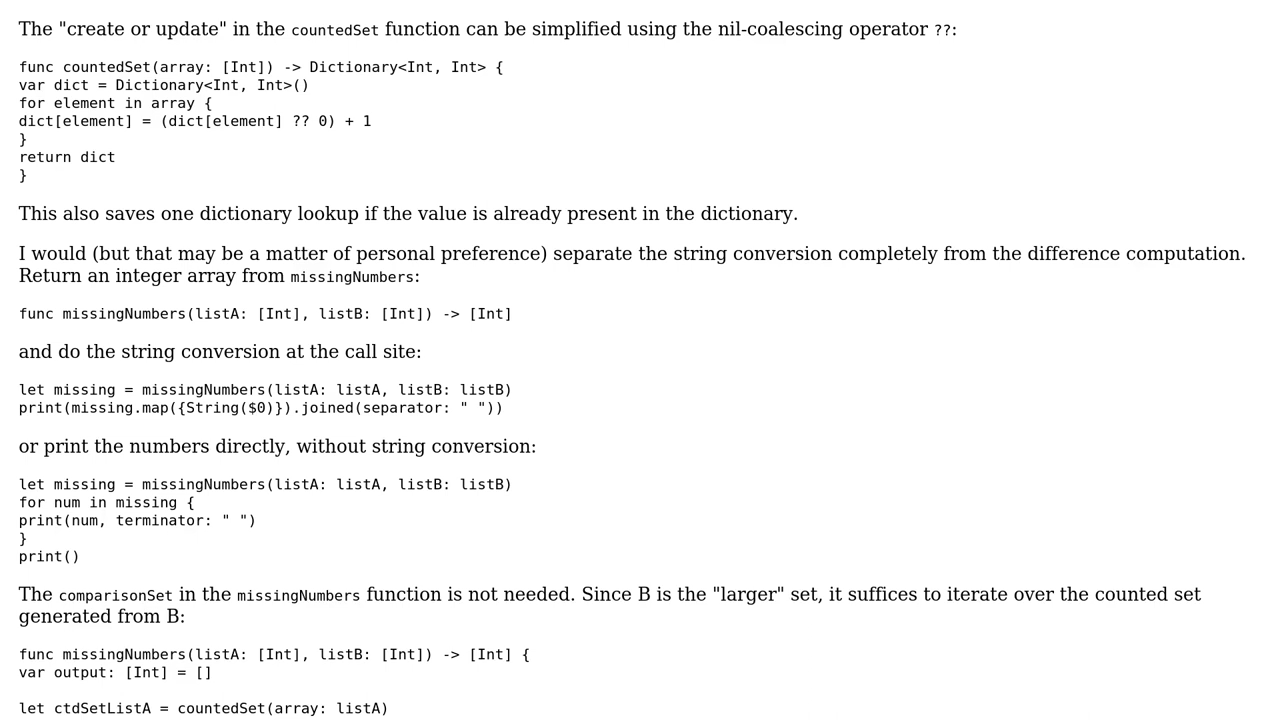 The "create or update" in the countedSet function can be simplified using the nil-coalescing operator ??:
func countedSet(array: [Int]) -> Dictionary<Int, Int> {
var dict = Dictionary<Int, Int>()
for element in array {
dict[element] = (dict[element] ?? 0) + 1
}
return dict
}
This also saves one dictionary lookup if the value is already present in the dictionary.
I would (but that may be a matter of personal preference) separate the string conversion completely from the difference computation.
Return an integer array from missingNumbers:
func missingNumbers(listA: [Int], listB: [Int]) -> [Int]
and do the string conversion at the call site:
let missing = missingNumbers(listA: listA, listB: listB)
print(missing.map({String($0)}).joined(separator: " "))
or print the numbers directly, without string conversion:
let missing = missingNumbers(listA: listA, listB: listB)
for num in missing {
print(num, terminator: " ")
}
print()
The comparisonSet in the missingNumbers function is not needed. Since B is the "larger" set, it suffices to iterate over the counted set
generated from B:
func missingNumbers(listA: [Int], listB: [Int]) -> [Int] {
var output: [Int] = []
let ctdSetListA = countedSet(array: listA)